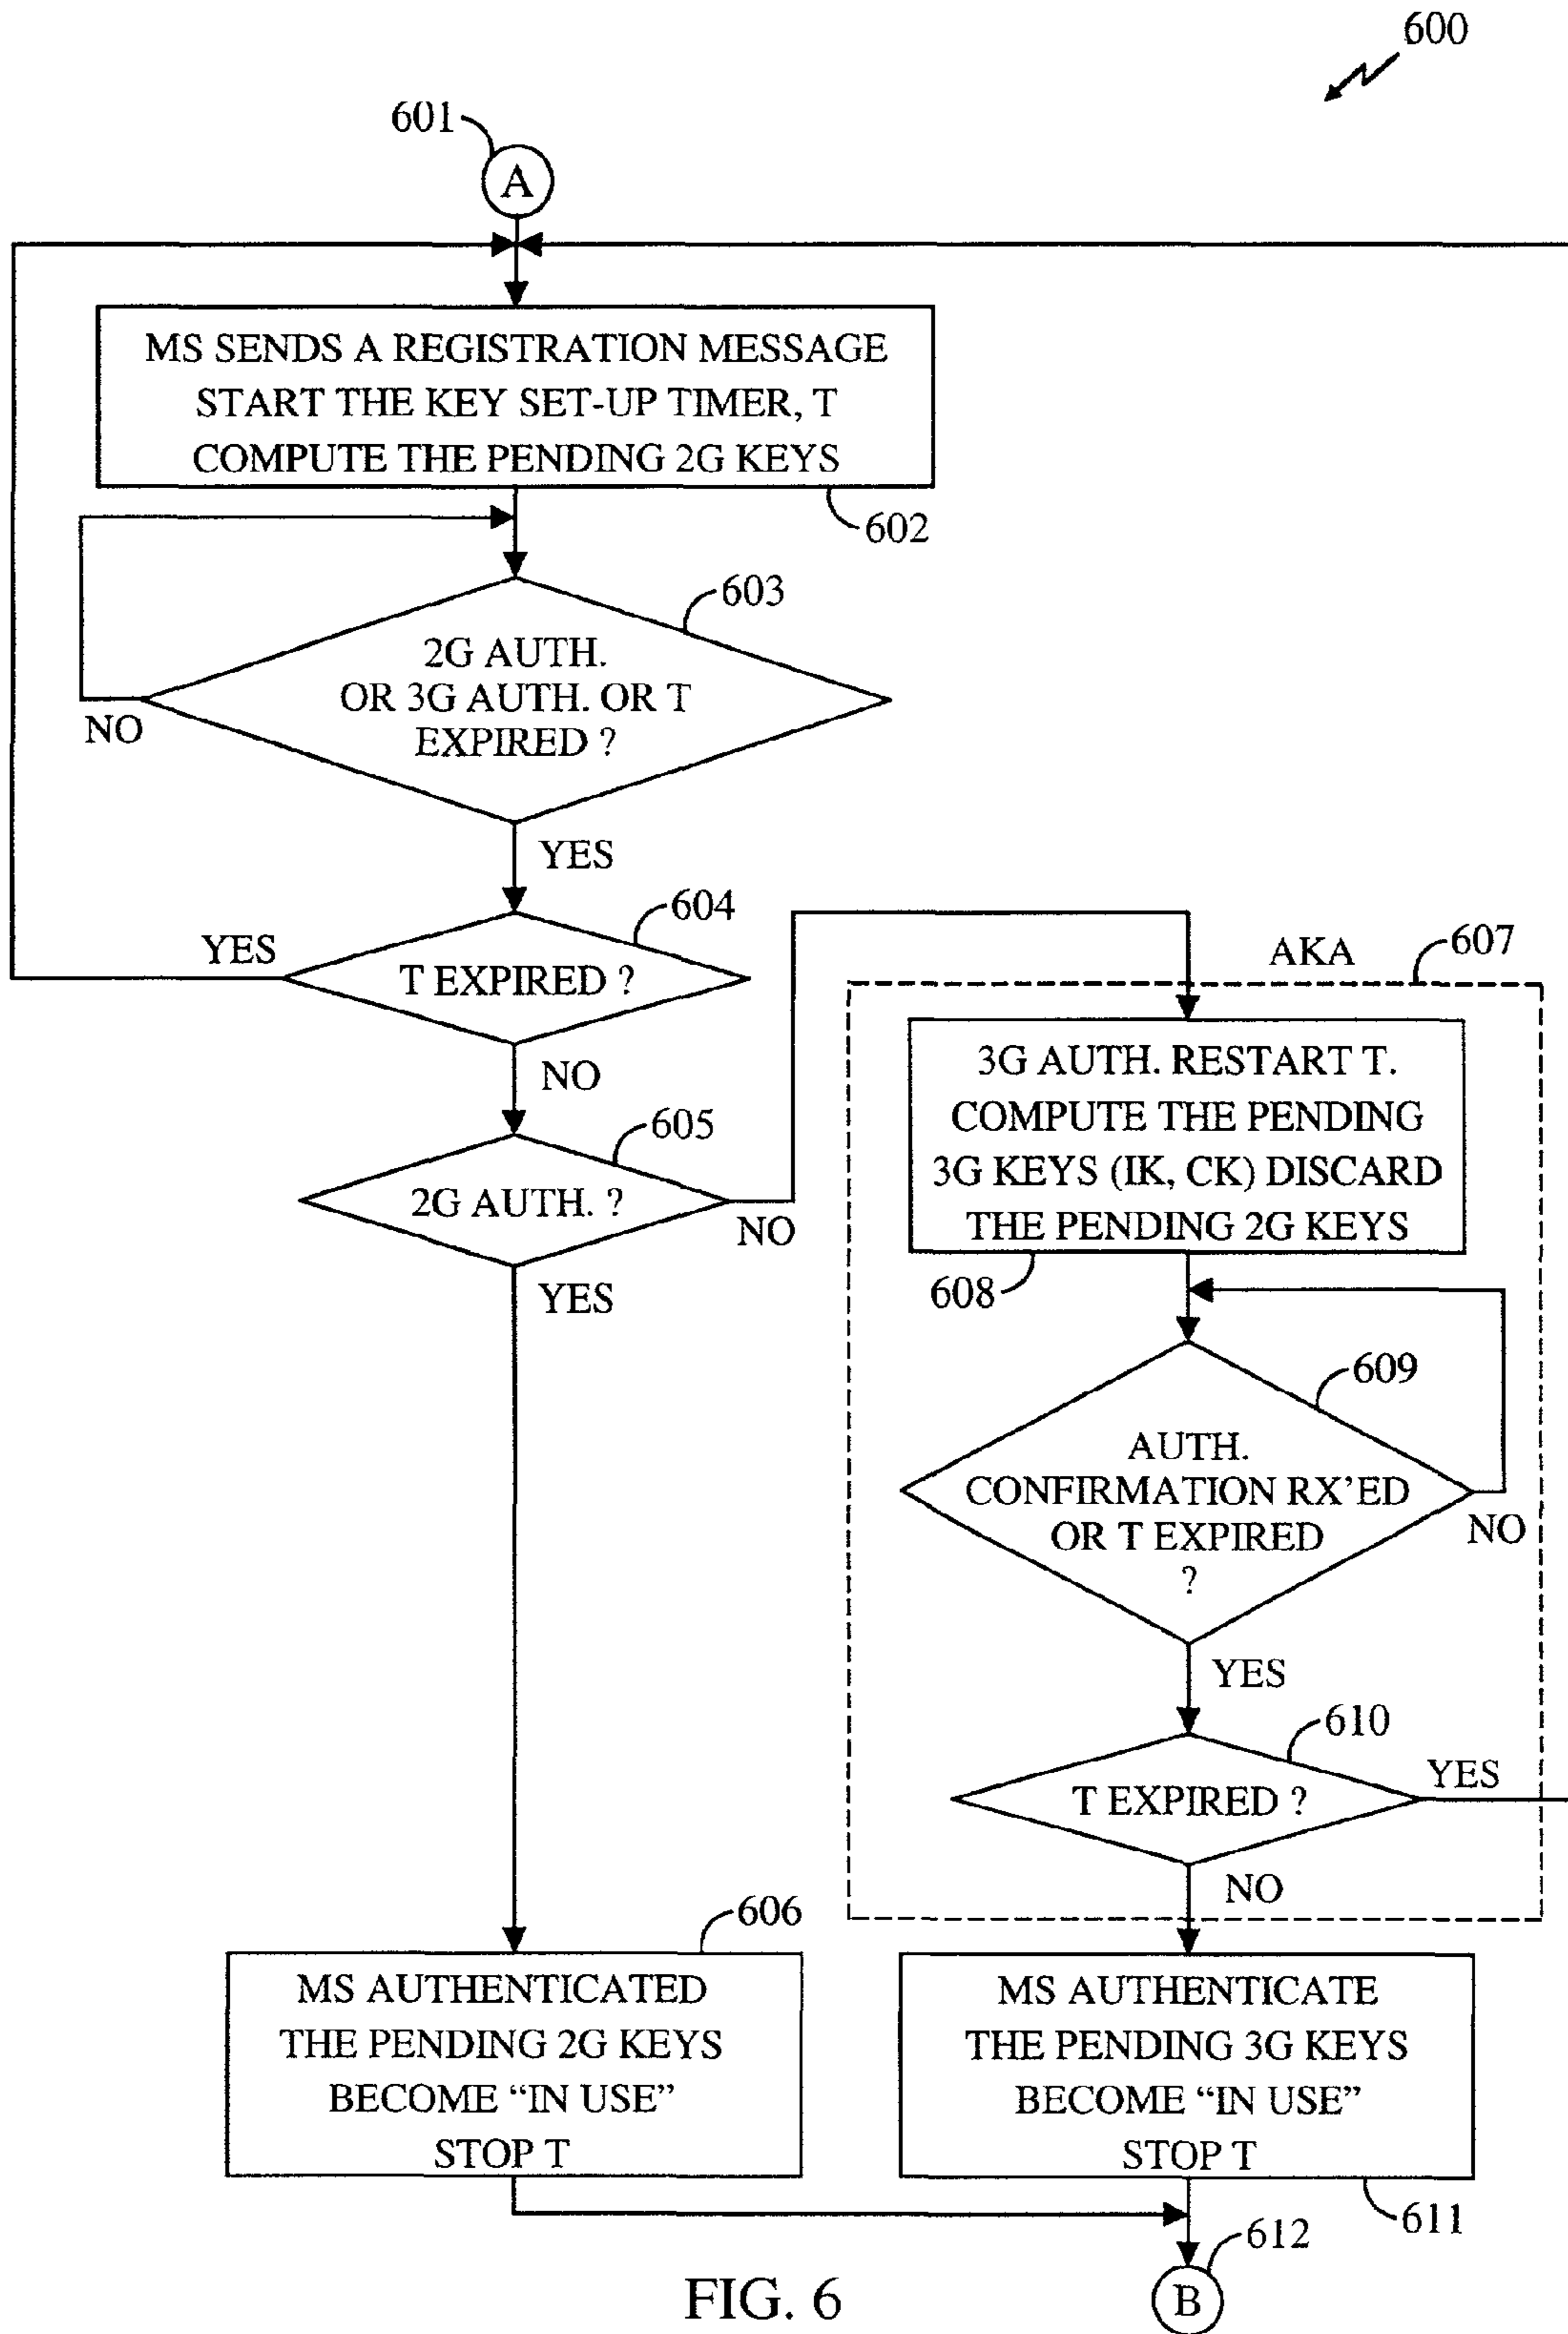 600
601
A
MS SENDS A REGISTRATION MESSAGE
START THE KEY SET-UP TIMER, T
COMPUTE THE PENDING 2G KEYS
602
603
2G AUTH.
OR 3G AUTH. OR T
EXPIRED ?
NO
YES
604
YES
T EXPIRED ?
NO
605
2G AUTH. ?
NO
YES
AKA
607
3G AUTH. RESTART T.
COMPUTE THE PENDING
3G KEYS (IK, CK) DISCARD
THE PENDING 2G KEYS
608
609
AUTH.
CONFIRMATION RX'ED
OR T EXPIRED
?
NO
YES
610
T EXPIRED ?
YES
NO
606
MS AUTHENTICATED
THE PENDING 2G KEYS
BECOME “IN USE”
STOP T
MS AUTHENTICATE
THE PENDING 3G KEYS
BECOME “IN USE”
STOP T
611
612
B
FIG. 6